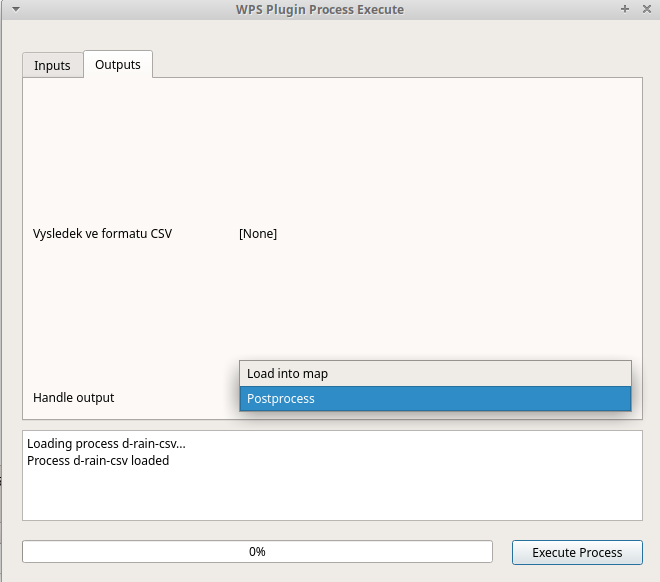 WPS Plugin Process Execute
Inputs
Outputs
Vysledek ve formatu CSV
[None]
Load into map
Handle output
Postprocess
Loading process d-rain-csv...
Process d-rain-csv loaded
0%
Execute Process